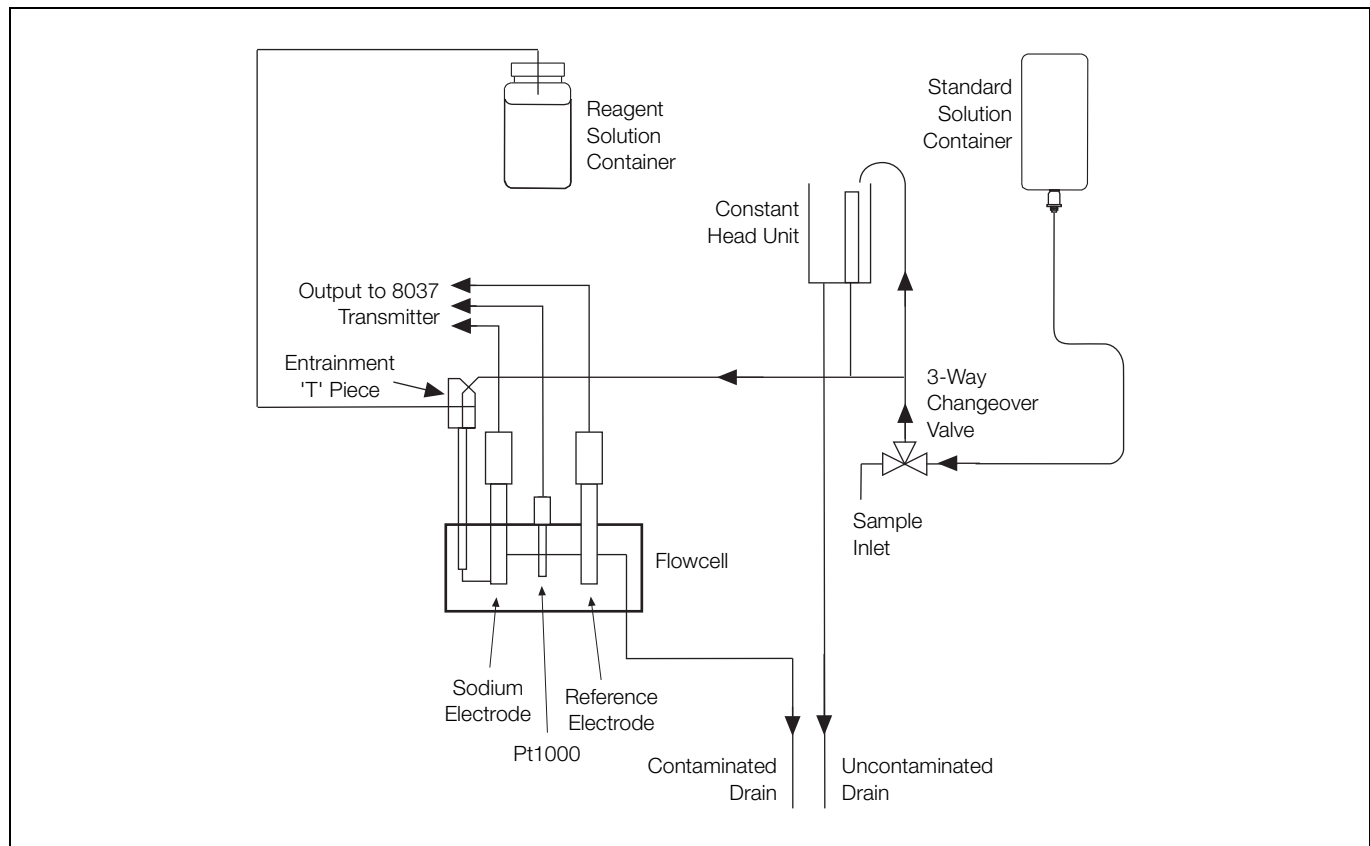 Reagent
Solution
Container
Standard
Solution
Container
Constant
Head Unit
Output to 8037
Transmitter
Entrainment
'T' Piece
3-Way
Changeover
Valve
Sample
Inlet
Flowcell
Sodium
Electrode
Reference
Electrode
Pt1000
Contaminated
Drain
Uncontaminated
Drain